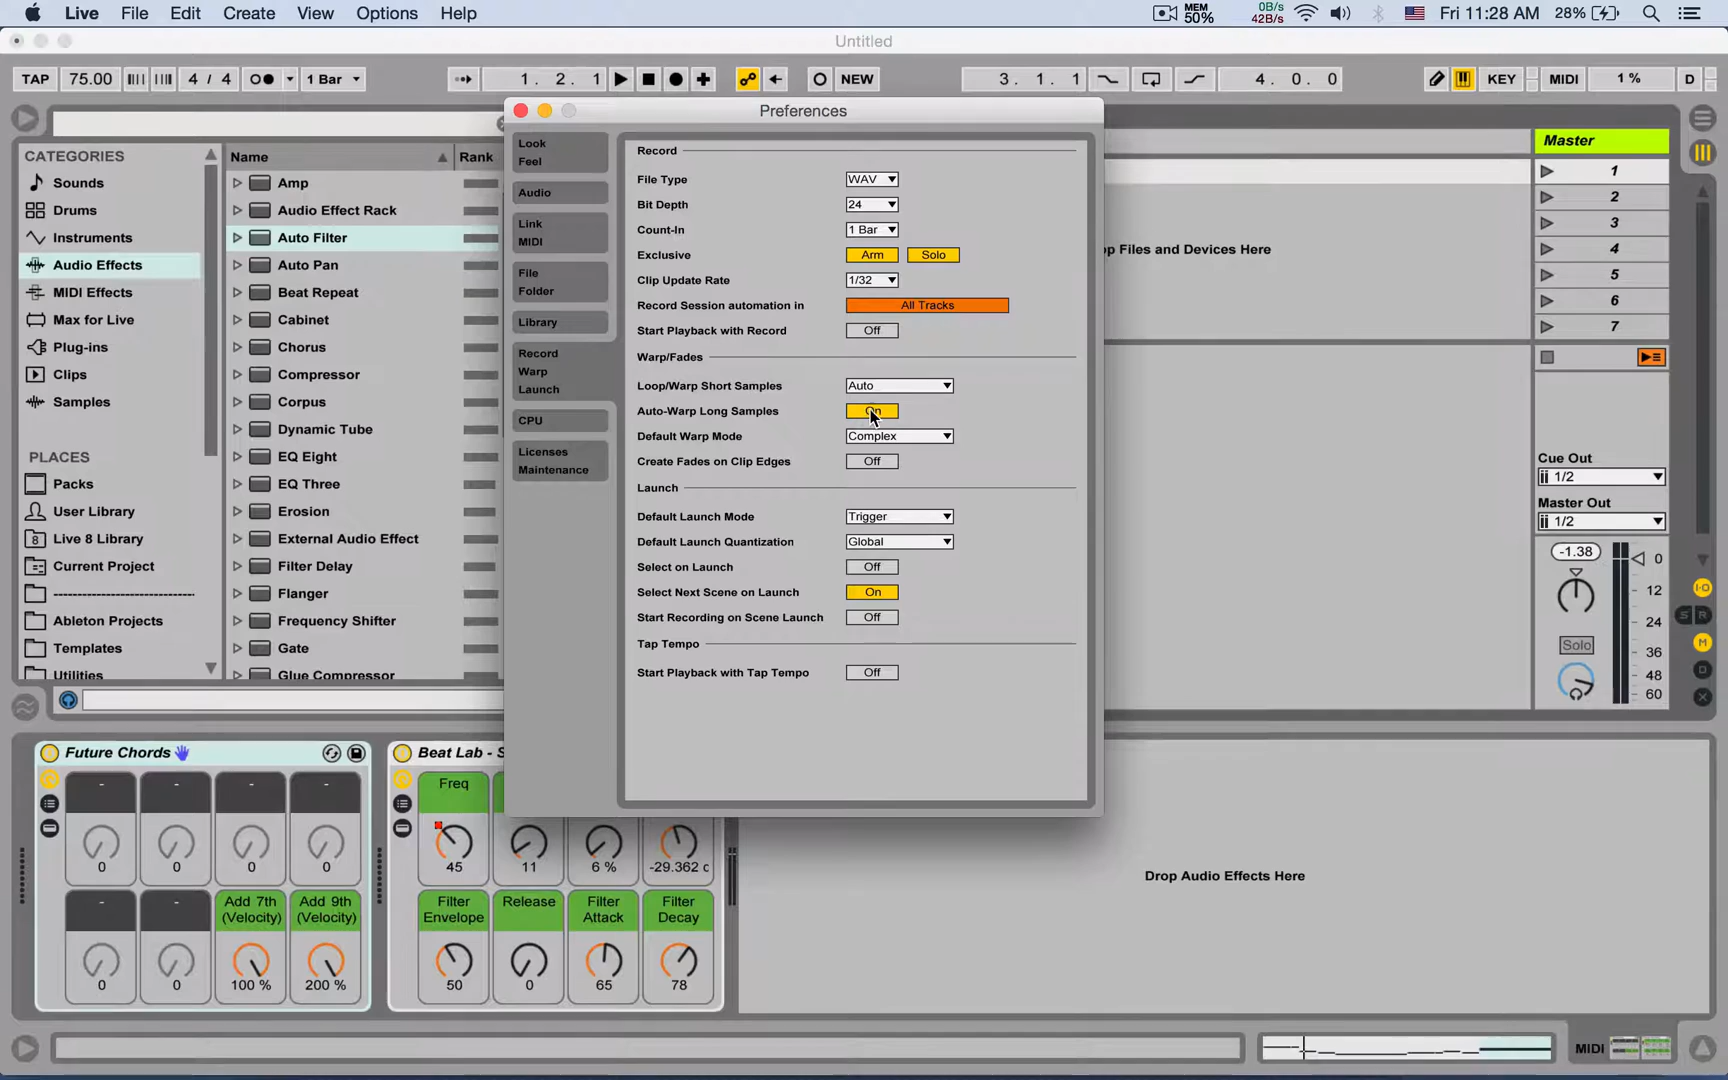 Live File Edit Create View Options Help MEM 50% 0B/s 42B/s Fri 11:28 AM 28%
Untitled
TAP 75.00 4 / 4 1 Bar 1. 2. 1 NEW 3. 1. 1 4. 0. 0 KEY MIDI 1 % D
Preferences
CATEGORIES
Sounds
Drums
Instruments
Audio Effects
MIDI Effects
Max for Live
Plug-ins
Clips
Samples
PLACES
Packs
User Library
Live 8 Library
Current Project
--------------------------------
Ableton Projects
Templates
Utilities
Name Rank
Amp
Audio Effect Rack
Auto Filter
Auto Pan
Beat Repeat
Cabinet
Chorus
Compressor
Corpus
Dynamic Tube
EQ Eight
EQ Three
Erosion
External Audio Effect
Filter Delay
Flanger
Frequency Shifter
Gate
Glue Compressor
Look
Feel
Audio
Link
MIDI
File
Folder
Library
Record
Warp
Launch
CPU
Licenses
Maintenance
Record
File Type WAV
Bit Depth 24
Count-In 1 Bar
Exclusive Arm Solo
Clip Update Rate 1/32
Record Session automation in All Tracks
Start Playback with Record Off
Warp/Fades
Loop/Warp Short Samples Auto
Auto-Warp Long Samples On
Default Warp Mode Complex
Create Fades on Clip Edges Off
Launch
Default Launch Mode Trigger
Default Launch Quantization Global
Select on Launch Off
Select Next Scene on Launch On
Start Recording on Scene Launch Off
Tap Tempo
Start Playback with Tap Tempo Off
p Files and Devices Here
Master
1
2
3
4
5
6
7
Cue Out
ii 1/2
Master Out
ii 1/2
-1.38
0
12
24
36
48
60
Solo
I·O
S R
M
D
X
Future Chords
- - - -
0 0 0 0
- - Add 7th (Velocity) Add 9th (Velocity)
0 0 100 % 200 %
Beat Lab - S
Freq
45 11 6 % -29.362 c
Filter Envelope Release Filter Attack Filter Decay
50 0 65 78
Drop Audio Effects Here
MIDI